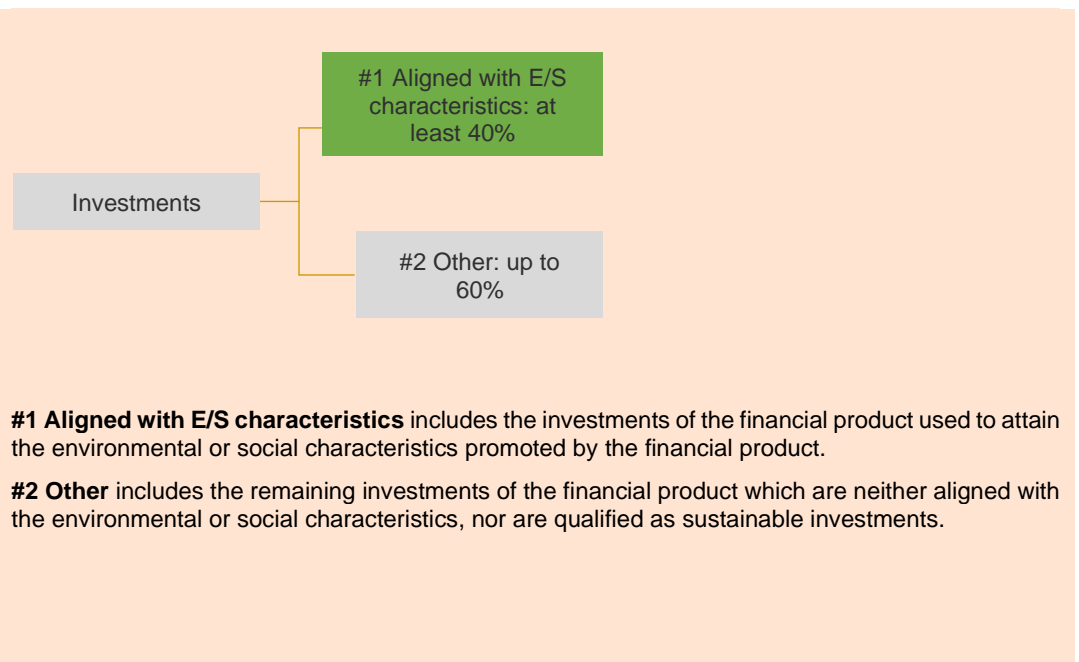 #1 Aligned with E/S
characteristics: at
least 40%
Investments
#2 Other: up to
60%
#1 Aligned with E/S characteristics includes the investments of the financial product used to attain
the environmental or social characteristics promoted by the financial product.
#2 Other includes the remaining investments of the financial product which are neither aligned with
the environmental or social characteristics, nor are qualified as sustainable investments.